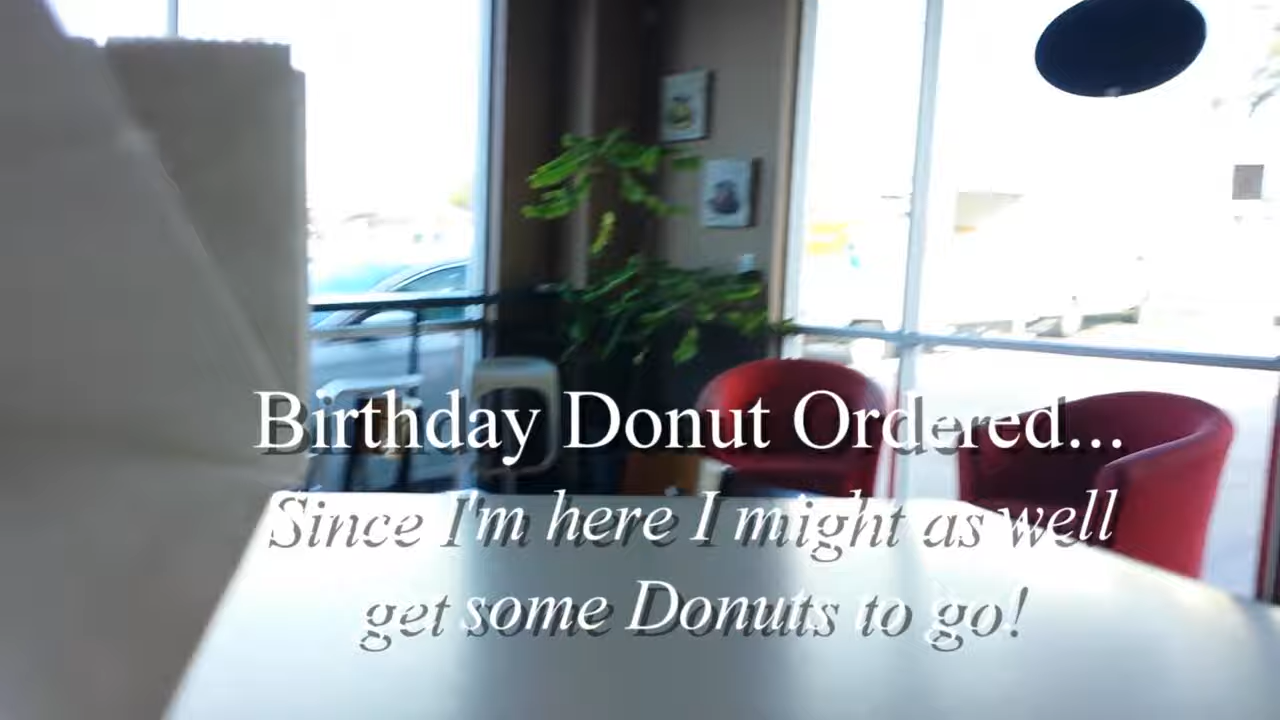 Birthday Donut Ordered...
Since I'm here I might as well
get some Donuts to go!